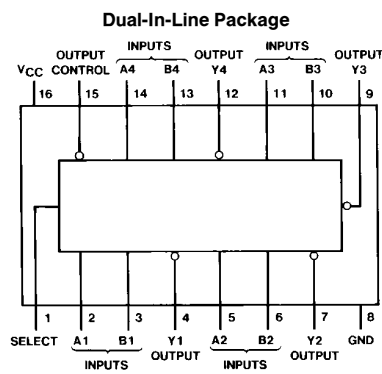 Dual-In-Line Package
INPUTS INPUTS
OUTPUT OUTPUT OUTPUT
VCC CONTROL A4 B4 Y4 A3 B3 Y3
16 15 14 13 12 11 10 9
1 2 3 4 5 6 7 8
SELECT A1 B1 Y1 A2 B2 Y2 GND
OUTPUT OUTPUT
INPUTS INPUTS